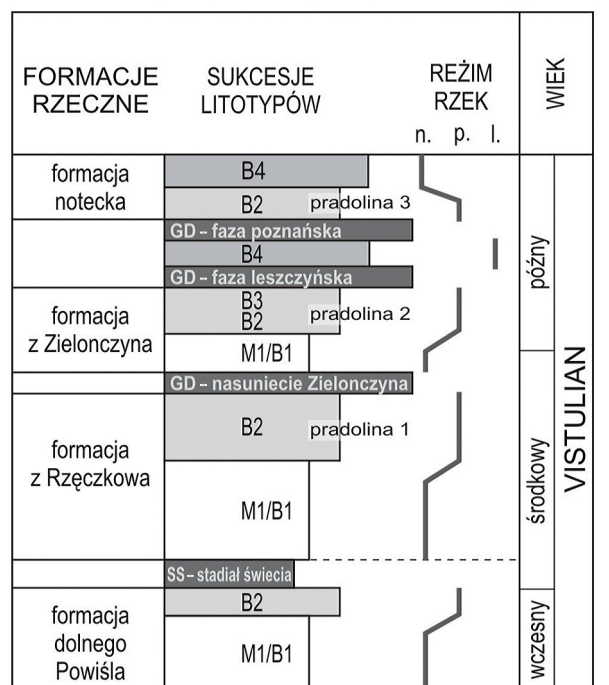 FORMACJE
RZECZNE
SUKCESJE
LITOTYPÓW
REŻIM
RZEK
n. p. l.
WIEK
formacja
notecka
B4
B2 pradolina 3
GD – faza poznańska
B4
GD – faza leszczyńska
formacja
z Zielonczyna
B3
B2
pradolina 2
M1/B1
GD – nasuniecie Zielonczyna
formacja
z Rzęczkowa
B2 pradolina 1
M1/B1
SS – stadiał świecia
formacja
dolnego
Powiśla
B2
M1/B1
późny
środkowy
wczesny
VISTULIAN